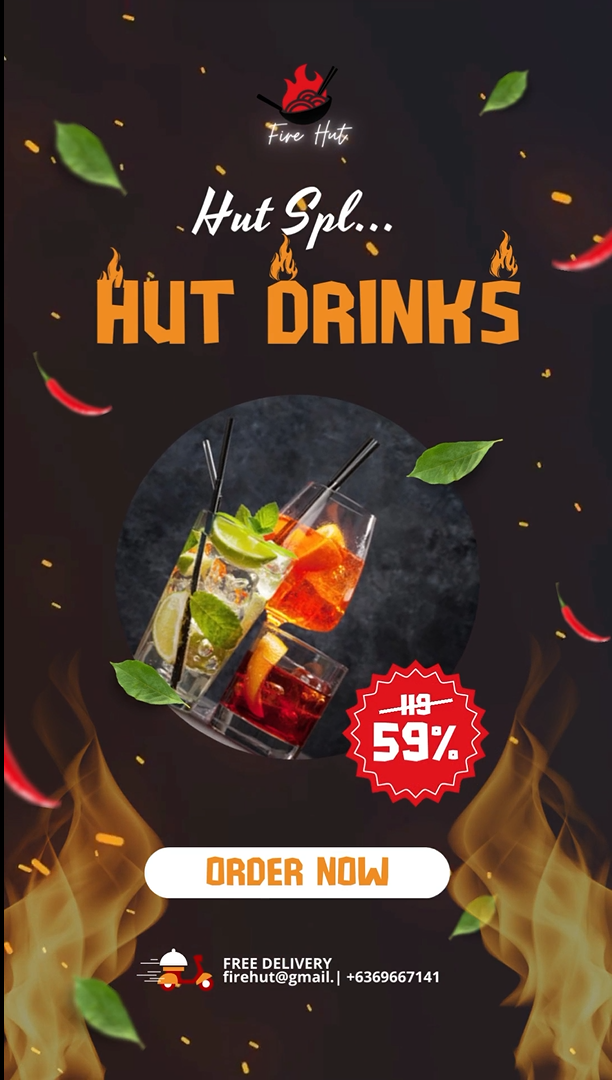 Fire Hut
Hut Spl...
HUT DRINKS
119
59%
ORDER NOW
FREE DELIVERY
firehut@gmail.| +6369667141